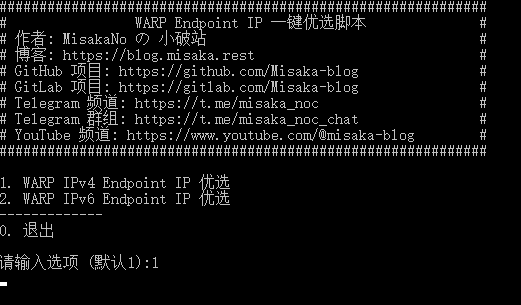 #############################################################
#                WARP Endpoint IP 一键优选脚本              #
# 作者: MisakaNo の 小破站                                  #
# 博客: https://blog.misaka.rest                            #
# GitHub 项目: https://github.com/Misaka-blog               #
# GitLab 项目: https://gitlab.com/Misaka-blog               #
# Telegram 频道: https://t.me/misaka_noc                    #
# Telegram 群组: https://t.me/misaka_noc_chat               #
# YouTube 频道: https://www.youtube.com/@misaka-blog        #
#############################################################
1. WARP IPv4 Endpoint IP 优选
2. WARP IPv6 Endpoint IP 优选
-------------
0. 退出
请输入选项 (默认1):1